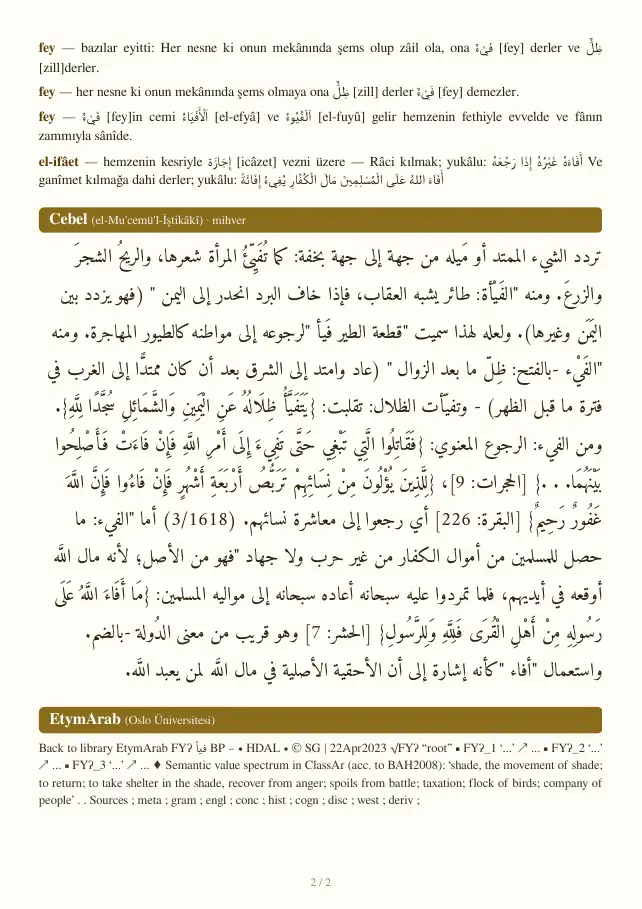 fey — bazılar eyitti: Her nesne ki onun mekânında şems olup zâil ola, ona فَيْءٌ [fey] derler ve ظِلٌّ
[zill]derler.
fey — her nesne ki onun mekânında şems olmaya ona ظِلٌّ [zill] derler فَيْءٌ [fey] demezler.
fey — فَيْءٌ [fey]in cemi اَلْأَفْيَاءُ [el-efyâ] ve اَلْفُيُوءُ [el-fuyû] gelir hemzenin fethiyle evvelde ve fânın
zammıyla sânîde.
el-ifâet — hemzenin kesriyle إِجَازَة [icâzet] vezni üzere — Râci kılmak; yukâlu: أَفَاءَهُ غَيْرُهُ إِذَا رَجَّعَهُ Ve
ganîmet kılmağa dahi derler; yukâlu: أَفَاءَ اللهُ عَلَى الْمُسْلِمِينَ مَالَ الْكُفَّارِ يُفِيءُ إِفَائَةً
Cebel (el-Mu'cemü'l-İştikâkî) · mihver
تردد الشيء الممتد أو مَيله من جهة إلى جهة بخفة: كما تُفَيِّئُ المرأة شعرها، والريحُ الشجرَ
والزرعَ. ومنه "الفَيْأة: طائر يشبه العقاب، فإذا خاف البرد انحدر إلى اليمن " (فهو يزدد بين
اليَمَن وغيرها). ولعله لهذا سميت "قطعة الطير فَيأ "لرجوعه إلى مواطنه كالطيور المهاجرة. ومنه
"الفَيْء -بالفتح: ظِلّ ما بعد الزوال " (عاد وامتد إلى الشرق بعد أن كان ممتدًّا إلى الغرب في
فترة ما قبل الظهر) - وتفيّأت الظلال: تقلبت: {يَتَفَيَّأُ ظِلَالُهُ عَنِ الْيَمِينِ وَالشَّمَائِلِ سُجَّدًا لِلَّهِ}.
ومن الفيء: الرجوع المعنوي: {فَقَاتِلُوا الَّتِي تَبْغِي حَتَّى تَفِيءَ إِلَى أَمْرِ اللَّهِ فَإِنْ فَاءَتْ فَأَصْلِحُوا
بَيْنَهُمَا. . .} [الحجرات: 9]، {لِلَّذِينَ يُؤْلُونَ مِنْ نِسَائِهِمْ تَرَبُّصُ أَرْبَعَةِ أَشْهُرٍ فَإِنْ فَاءُوا فَإِنَّ اللَّهَ
غَفُورٌ رَحِيمٌ} [البقرة: 226] أي رجعوا إلى معاشرة نسائهم. (3/1618) أما "الفيء: ما
حصل للمسلمين من أموال الكفار من غير حرب ولا جهاد "فهو من الأصل؛ لأنه مال الله
أوقعه في أيديهم، فلما تمردوا عليه سبحانه أعاده سبحانه إلى مواليه المسلمين: {مَا أَفَاءَ اللَّهُ عَلَى
رَسُولِهِ مِنْ أَهْلِ الْقُرَى فَلِلَّهِ وَلِلرَّسُولِ} [الحشر: 7] وهو قريب من معنى الدُولة -بالضم.
واستعمال "أفاء "كأنه إشارة إلى أن الأحقية الأصلية في مال الله لمن يعبد الله.
EtymArab (Oslo Üniversitesi)
Back to library EtymArab FYʔ فيأ BP – • HDAL • © SG | 22Apr2023 √FYʔ “root” ▪ FYʔ_1 ‘...’ ↗ ... ▪ FYʔ_2 ‘...’
↗ ... ▪ FYʔ_3 ‘...’ ↗ ... ♦ Semantic value spectrum in ClassAr (acc. to BAH2008): ‘shade, the movement of shade;
to return; to take shelter in the shade, recover from anger; spoils from battle; taxation; flock of birds; company of
people’ . . Sources ; meta ; gram ; engl ; conc ; hist ; cogn ; disc ; west ; deriv ;
2 / 2